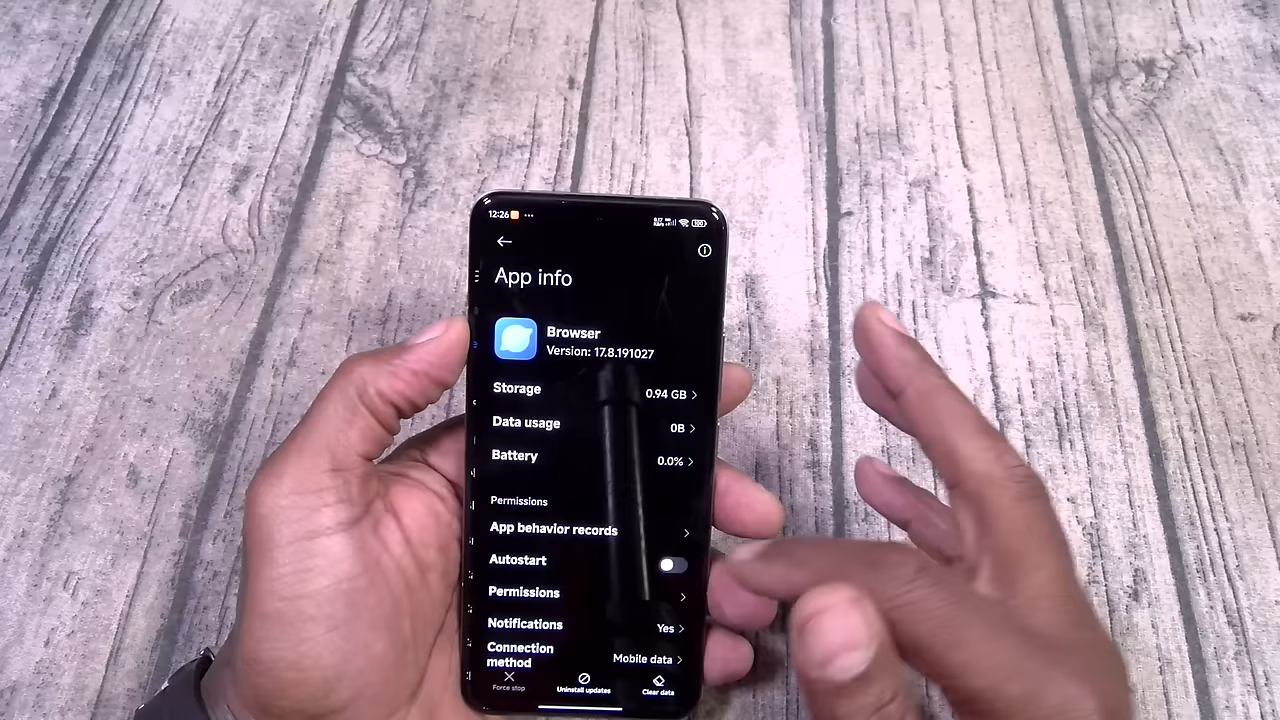 12:26
App info
Browser
Version: 17.8.191027
Storage 0.94 GB
Data usage 0B
Battery 0.0%
Permissions
App behavior records
Autostart
Permissions
Notifications Yes
Connection method Mobile data
Force stop Uninstall updates Clear data